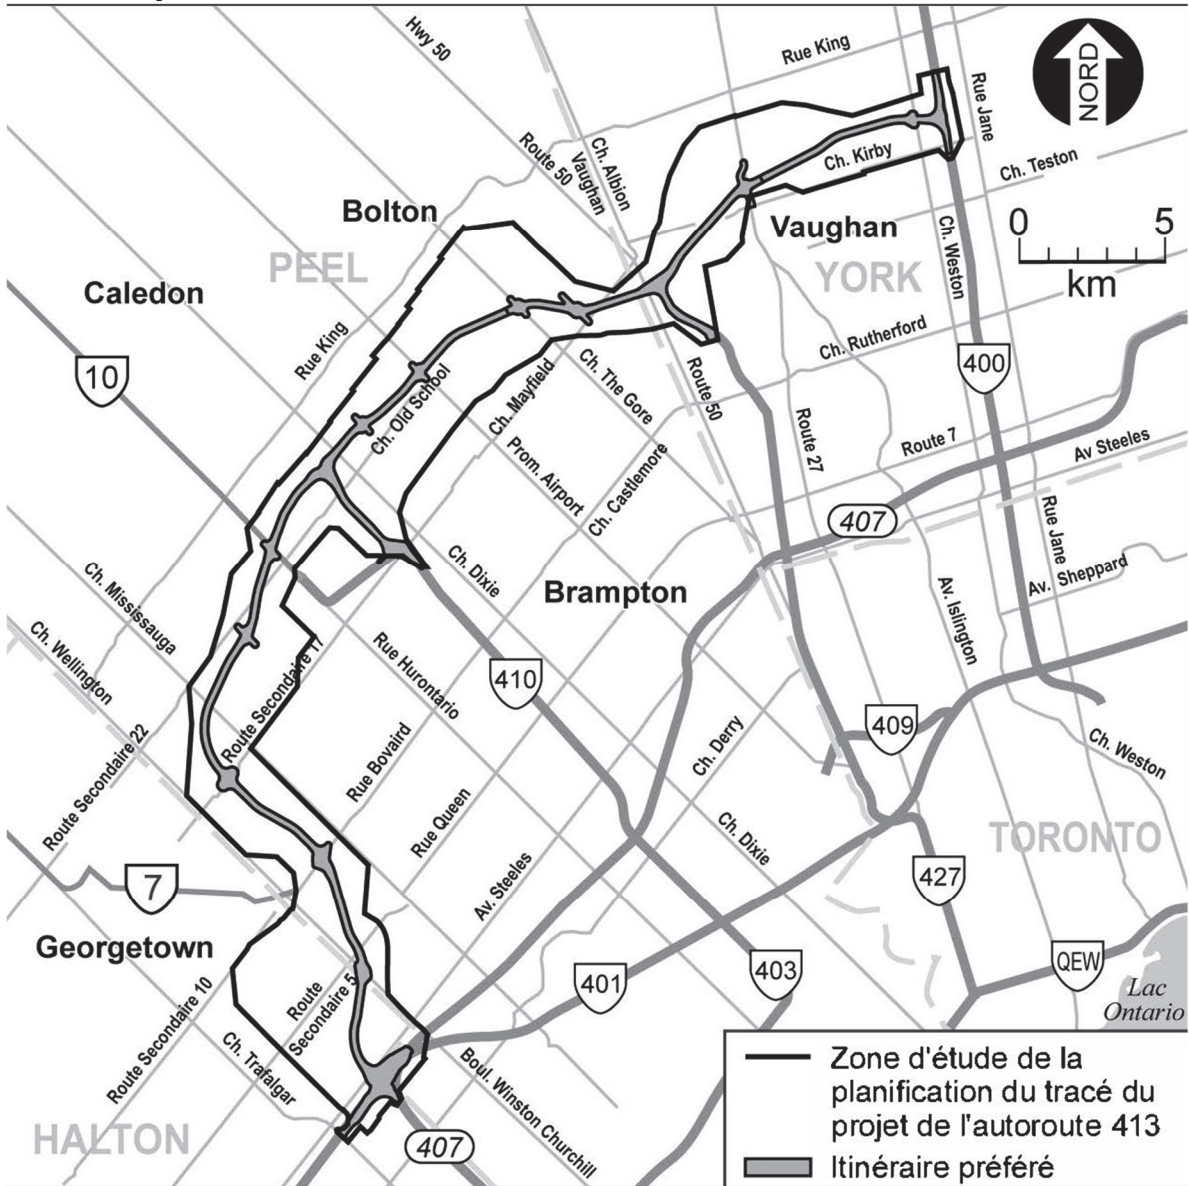 Hwy 50
Rue King
NORD
Rue Jane
Route 50
Ch. Albion
Vaughan
Ch. Kirby
Ch. Teston
Bolton
Vaughan
0 5
km
PEEL
YORK
Ch. Weston
Caledon
Rue King
Ch. Rutherford
10
400
Ch. Old School
Ch. Mayfield
Ch. The Gore
Route 50
Route 27
Route 7
Av Steeles
Prom. Airport
Ch. Castlemore
407
Rue Jane
Ch. Dixie
Brampton
Av. Sheppard
Av. Islington
Ch. Mississauga
Ch. Wellington
Rue Hurontario
Route Secondaire 17
410
409
Ch. Derry
Ch. Weston
Route Secondaire 22
Rue Bovaird
Rue Queen
Ch. Dixie
TORONTO
7
427
Av. Steeles
Georgetown
401
403
QEW
Lac
Ontario
Route
Secondaire 5
Route Secondaire 10
Ch. Trafalgar
Boul. Winston Churchill
HALTON
407
Zone d'étude de la
planification du tracé du
projet de l'autoroute 413
Itinéraire préféré